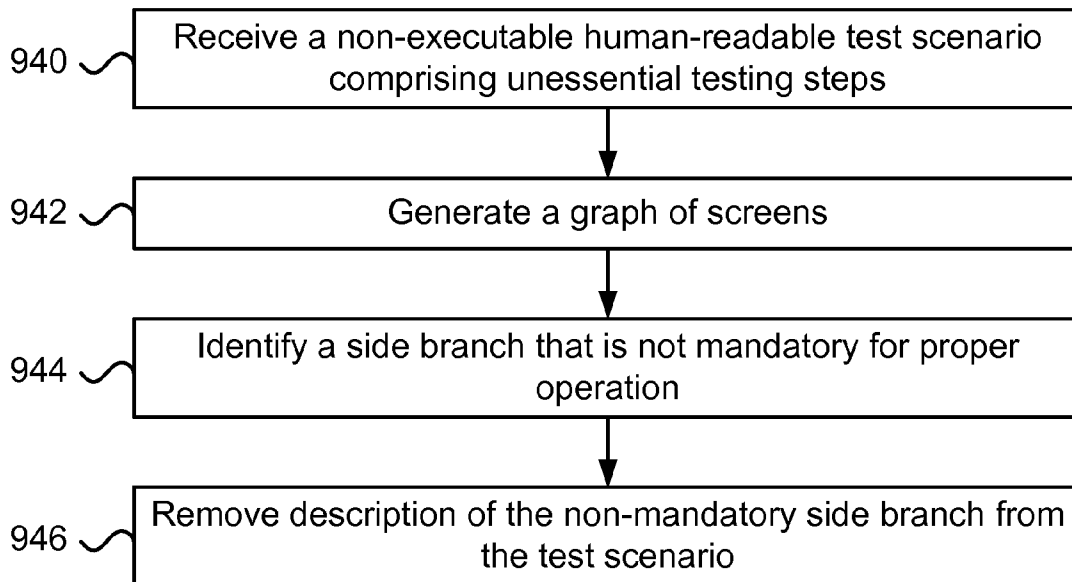 940
Receive a non-executable human-readable test scenario
comprising unessential testing steps
942
Generate a graph of screens
944
Identify a side branch that is not mandatory for proper
operation
946
Remove description of the non-mandatory side branch from
the test scenario